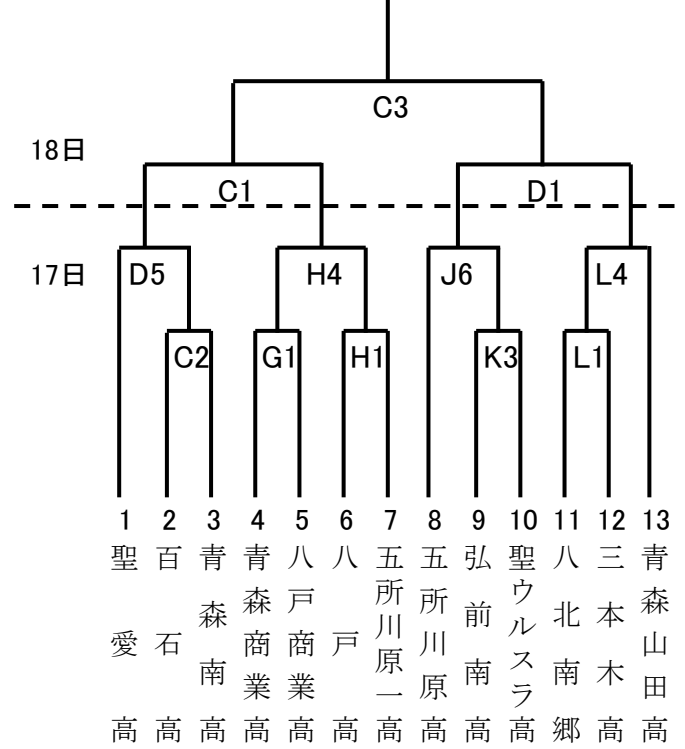 C3
18日
C1
D1
17日
D5
H4
J6
L4
C2
G1
H1
K3
L1
1
2
3
4
5
6
7
8
9
10
11
12
13
聖愛高
百石高
青森南高
青森商業高
八戸商業高
八戸高
五所川原一高
五所川原高
弘前南高
聖ウルスラ高
八北南郷
三本木高
青森山田高